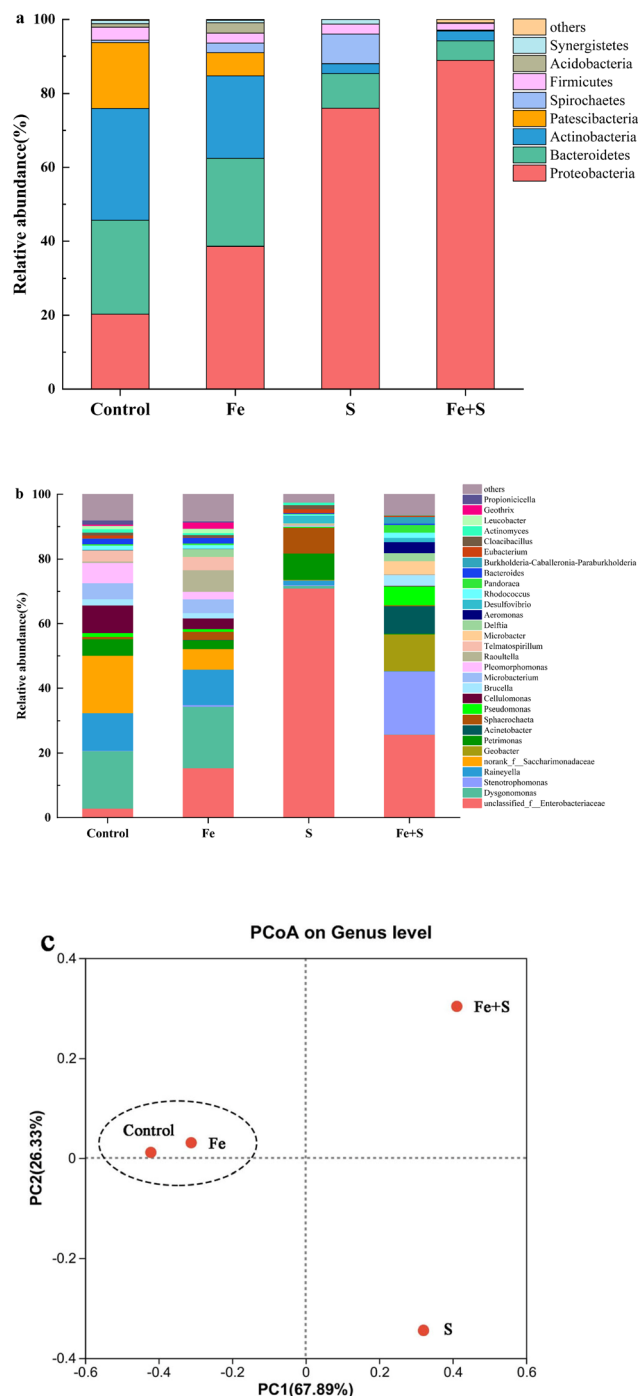 a
100
80
60
40
20
0
Relative abundance(%)
Control
Fe
S
Fe+S
others
Synergistetes
Acidobacteria
Firmicutes
Spirochaetes
Patescibacteria
Actinobacteria
Bacteroidetes
Proteobacteria
b
100
80
60
40
20
0
Relative abundance(%)
Control
Fe
S
Fe+S
others
Propionicicella
Geothrix
Leucobacter
Actinomyces
Cloacibacillus
Eubacterium
Burkholderia-Caballeronia-Paraburkholderia
Bacteroides
Pandoraea
Rhodococcus
Desulfovibrio
Aeromonas
Delftia
Microbacter
Telmatospirillum
Raoultella
Pleomorphomonas
Microbacterium
Brucella
Cellulomonas
Pseudomonas
Sphaerochaeta
Acinetobacter
Petrimonas
Geobacter
norank_f__Saccharimonadaceae
Raineyella
Stenotrophomonas
Dysgonomonas
unclassified_f__Enterobacteriaceae
c
PCoA on Genus level
0.4
0.2
0
-0.2
-0.4
PC2(26.33%)
Fe+S
Control
Fe
S
-0.6
-0.4
-0.2
0
0.2
0.4
0.6
PC1(67.89%)